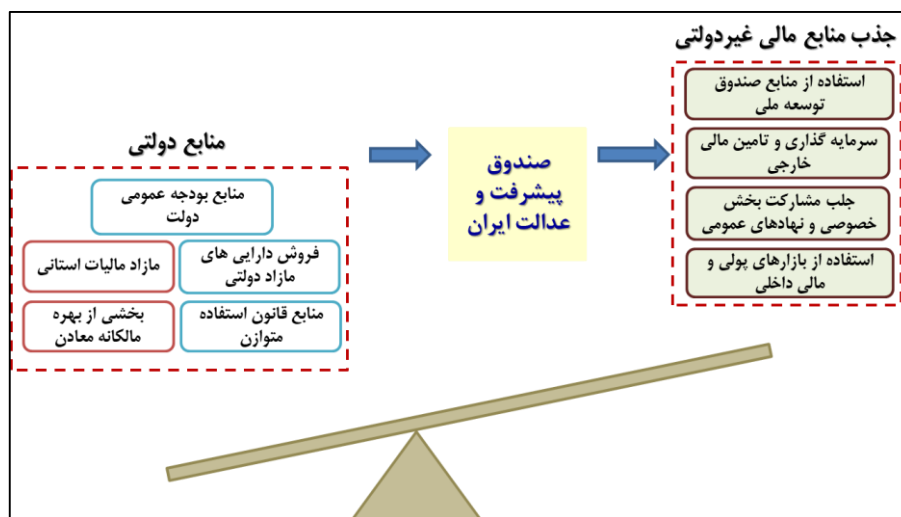 جذب منابع مالی غیردولتی
استفاده از منابع صندوق
توسعه ملی
سرمایه گذاری و تامین مالی
خارجی
جلب مشارکت بخش
خصوصی و نهادهای عمومی
استفاده از بازارهای پولی و
مالی داخلی
صندوق
پیشرفت و
عدالت ایران
منابع دولتی
منابع بودجه عمومی
دولت
فروش دارایی های
مازاد دولتی
مازاد مالیات استانی
منابع قانون استفاده
متوازن
بخشی از بهره
مالکانه معادن